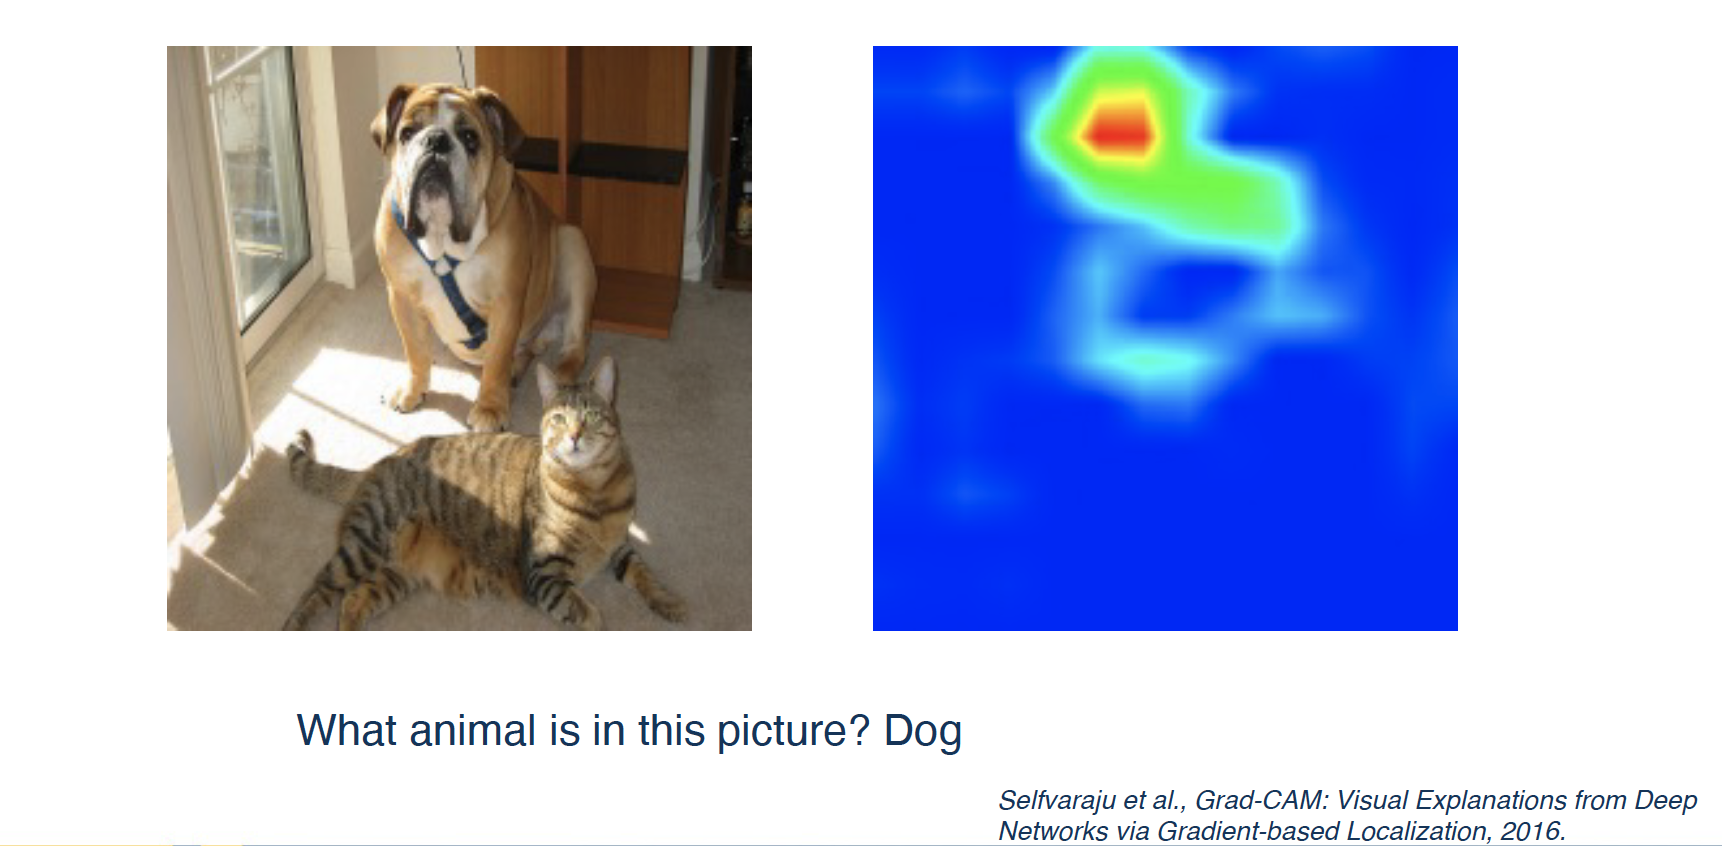 What animal is in this picture? Dog
Selfvaraju et al., Grad-CAM: Visual Explanations from Deep
Networks via Gradient-based Localization, 2016.